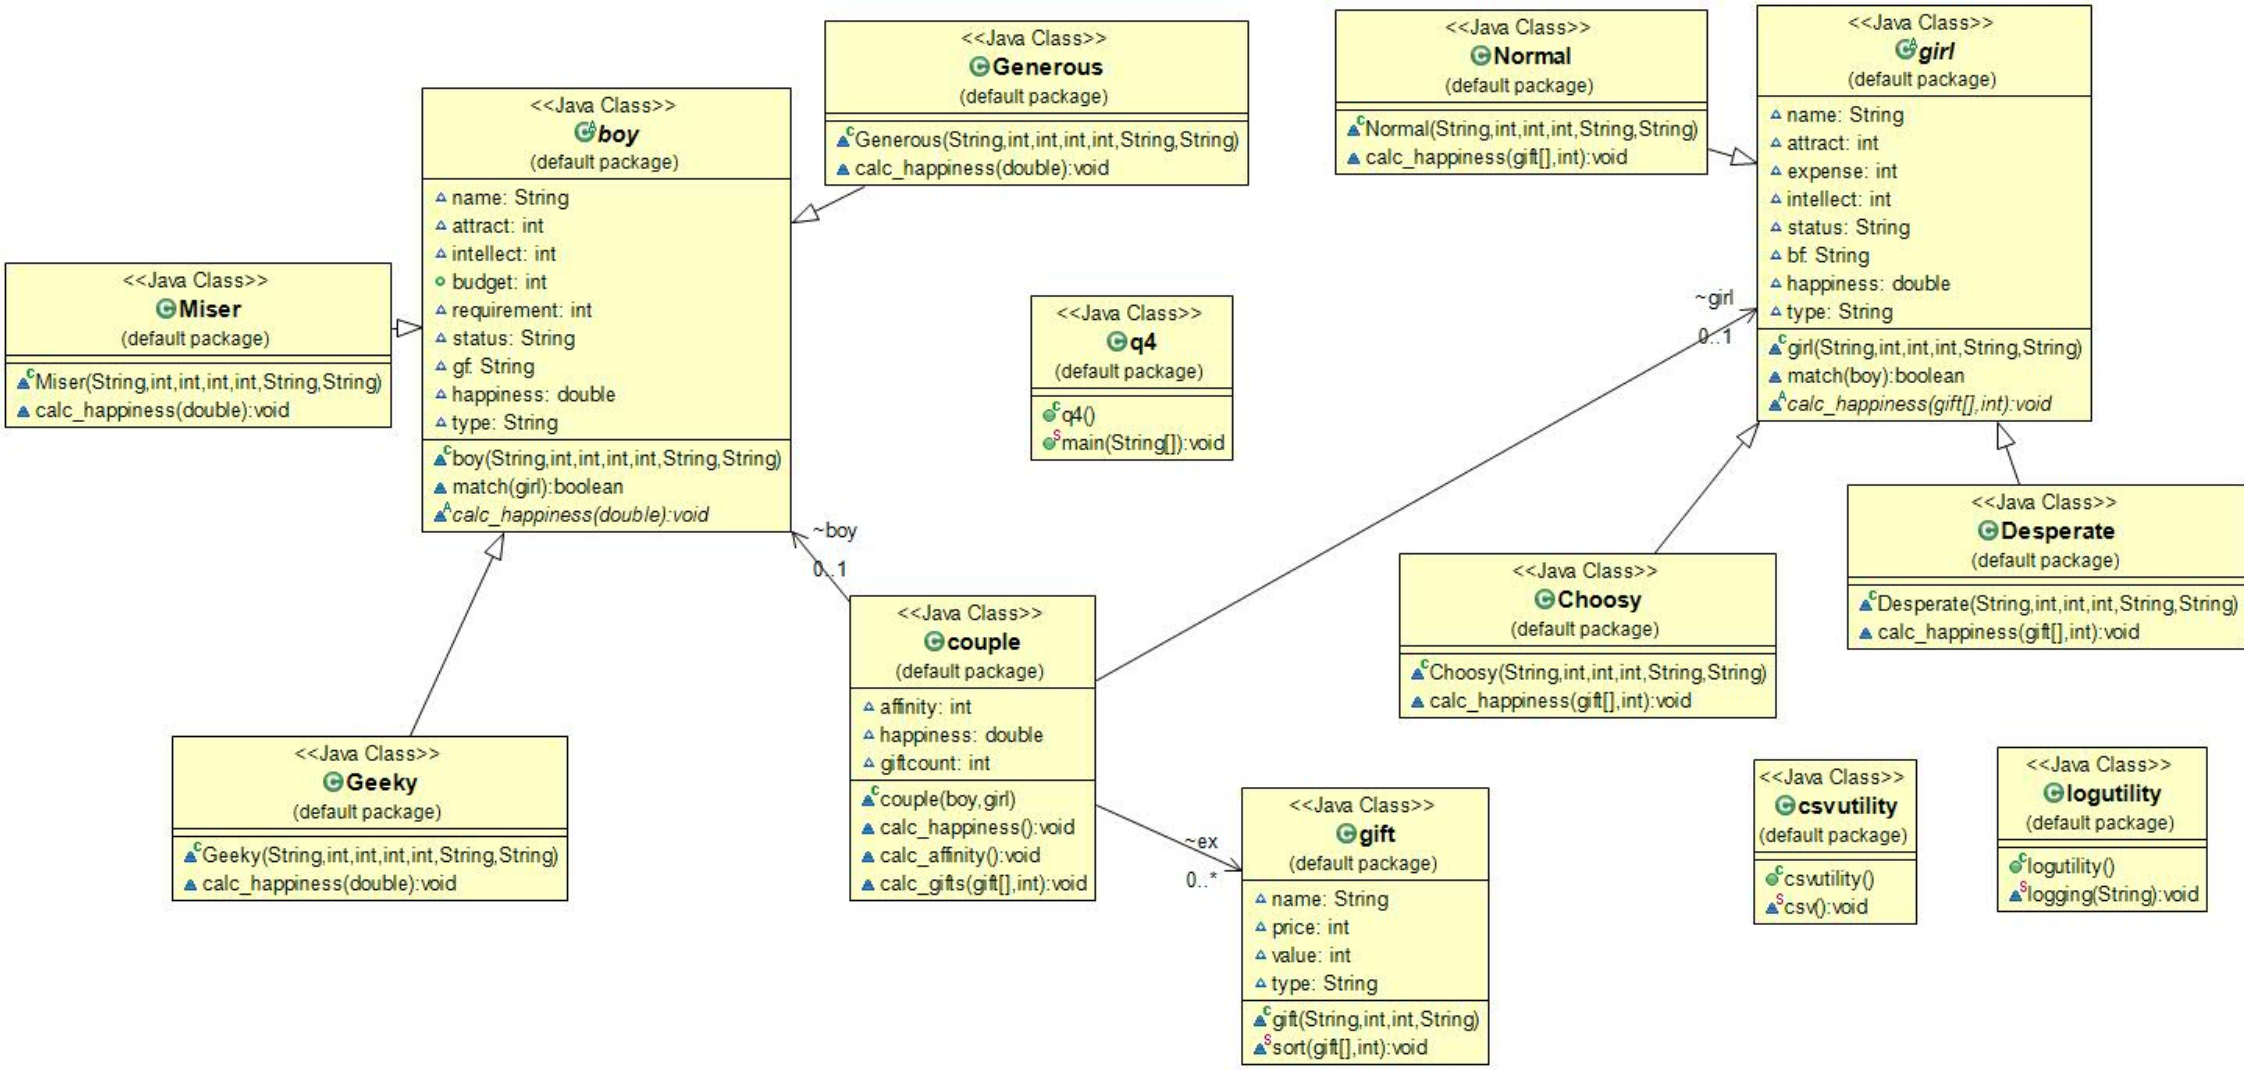 <<Java Class>>
Generous
(default package)
Generous(String,int,int,int,int,String,String)
calc_happiness(double):void
<<Java Class>>
Normal
(default package)
Normal(String,int,int,int,String,String)
calc_happiness(gift[],int):void
<<Java Class>>
girl
(default package)
name: String
attract: int
expense: int
intellect: int
status: String
bf: String
happiness: double
type: String
girl(String,int,int,int,String,String)
match(boy):boolean
calc_happiness(gift[],int):void
<<Java Class>>
boy
(default package)
name: String
attract: int
intellect: int
budget: int
requirement: int
status: String
gf: String
happiness: double
type: String
boy(String,int,int,int,int,String,String)
match(girl):boolean
calc_happiness(double):void
<<Java Class>>
Miser
(default package)
Miser(String,int,int,int,int,String,String)
calc_happiness(double):void
<<Java Class>>
q4
(default package)
q4()
main(String[]):void
~girl
0..1
~boy
0..1
<<Java Class>>
Desperate
(default package)
Desperate(String,int,int,int,String,String)
calc_happiness(gift[],int):void
<<Java Class>>
Choosy
(default package)
Choosy(String,int,int,int,String,String)
calc_happiness(gift[],int):void
<<Java Class>>
couple
(default package)
affinity: int
happiness: double
giftcount: int
couple(boy,girl)
calc_happiness():void
calc_affinity():void
calc_gifts(gift[],int):void
<<Java Class>>
Geeky
(default package)
Geeky(String,int,int,int,int,String,String)
calc_happiness(double):void
~ex
0..*
<<Java Class>>
gift
(default package)
name: String
price: int
value: int
type: String
gift(String,int,int,String)
sort(gift[],int):void
<<Java Class>>
csvutility
(default package)
csvutility()
csv():void
<<Java Class>>
logutility
(default package)
logutility()
logging(String):void